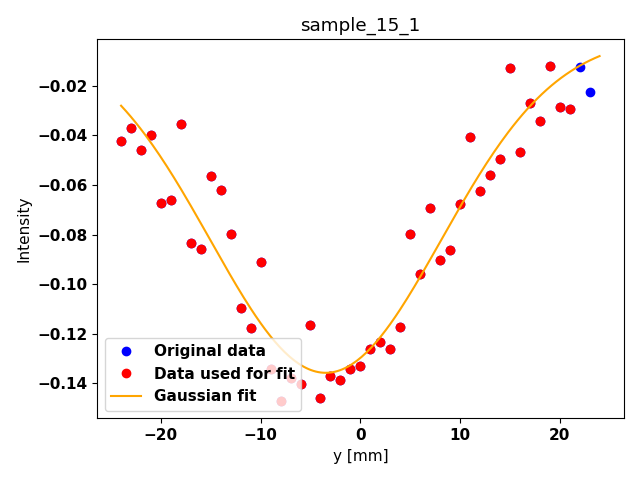 sample_15_1
Intensity
−0.02
−0.04
−0.06
−0.08
−0.10
−0.12
−0.14
Original data
Data used for fit
Gaussian fit
−20
−10
0
10
20
y [mm]